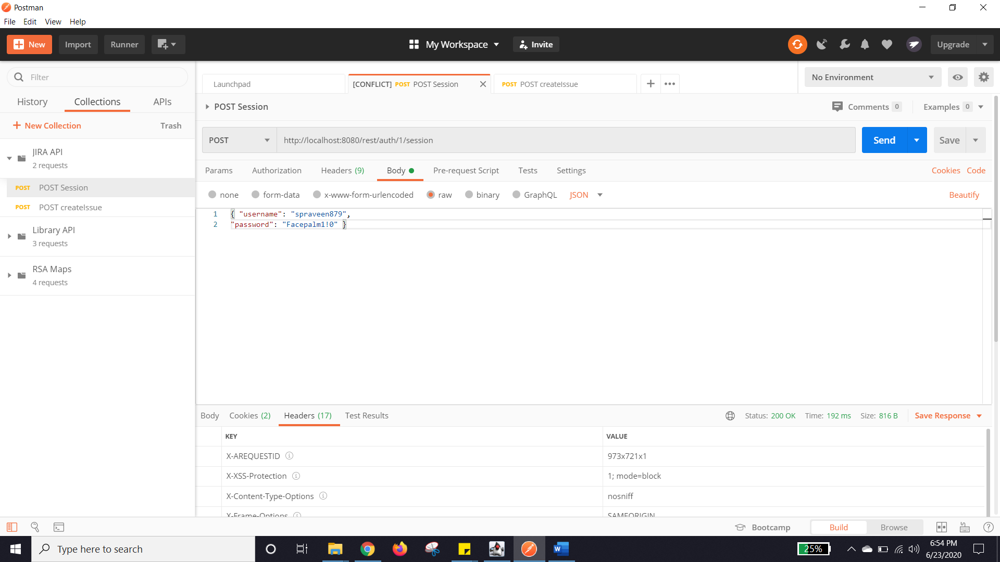 Postman
File Edit View Help
New Import Runner My Workspace Invite Upgrade
Filter
History Collections APIs
New Collection Trash
JIRA API
2 requests
POST POST Session
POST POST createIssue
Library API
3 requests
RSA Maps
4 requests
Launchpad [CONFLICT] POST POST Session POST POST createIssue No Environment
POST Session Comments 0 Examples 0
POST http://localhost:8080/rest/auth/1/session Send Save
Params Authorization Headers (9) Body Pre-request Script Tests Settings Cookies Code
none form-data x-www-form-urlencoded raw binary GraphQL JSON Beautify
1 { "username": "spraveen879",
2 "password": "Facepalm1!0" }
Body Cookies (2) Headers (17) Test Results Status: 200 OK Time: 192 ms Size: 816 B Save Response
KEY VALUE
X-AREQUESTID 973x721x1
X-XSS-Protection 1; mode=block
X-Content-Type-Options nosniff
X-Frame-Options SAMEORIGIN
Bootcamp Build Browse
Type here to search 25% 6:54 PM
6/23/2020